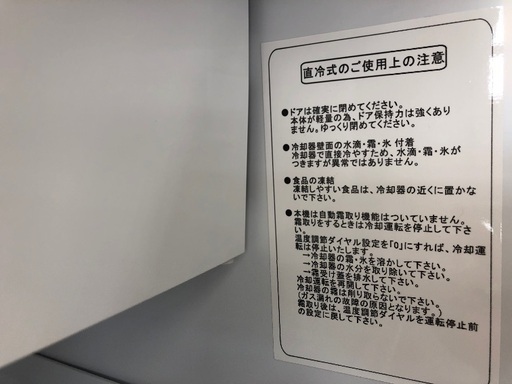 直冷式のご使用上の注意
●ドアは確実に閉めてください。
本体が軽量の為、ドア保持力は強くあり
ません。ゆっくり閉めてください。
●冷却器壁面の水滴・霜・氷 付着
冷却器で直接冷やすため、水滴・霜・氷が
つきますが異常ではありません。
●食品の凍結
凍結しやすい食品は、冷却器の近くに置かな
いで下さい。
●本機は自動霜取り機能はついていません。
霜取りをするときは冷却運転を停止して下さ
い。
温度調節ダイヤル設定を「0」にすれば、冷却運
転は停止いたします。
→冷却器の霜・氷を溶かして下さい。
→冷却器の水分を取り除いて下さい。
→霜受け蓋を排水して下さい。
冷却運転を再開して下さい。
冷却器の霜は削り取らないで下さい。
(ガス漏れの故障の原因となります。)
霜取り後は、温度調節ダイヤルを運転停止前
の設定に戻して下さい。